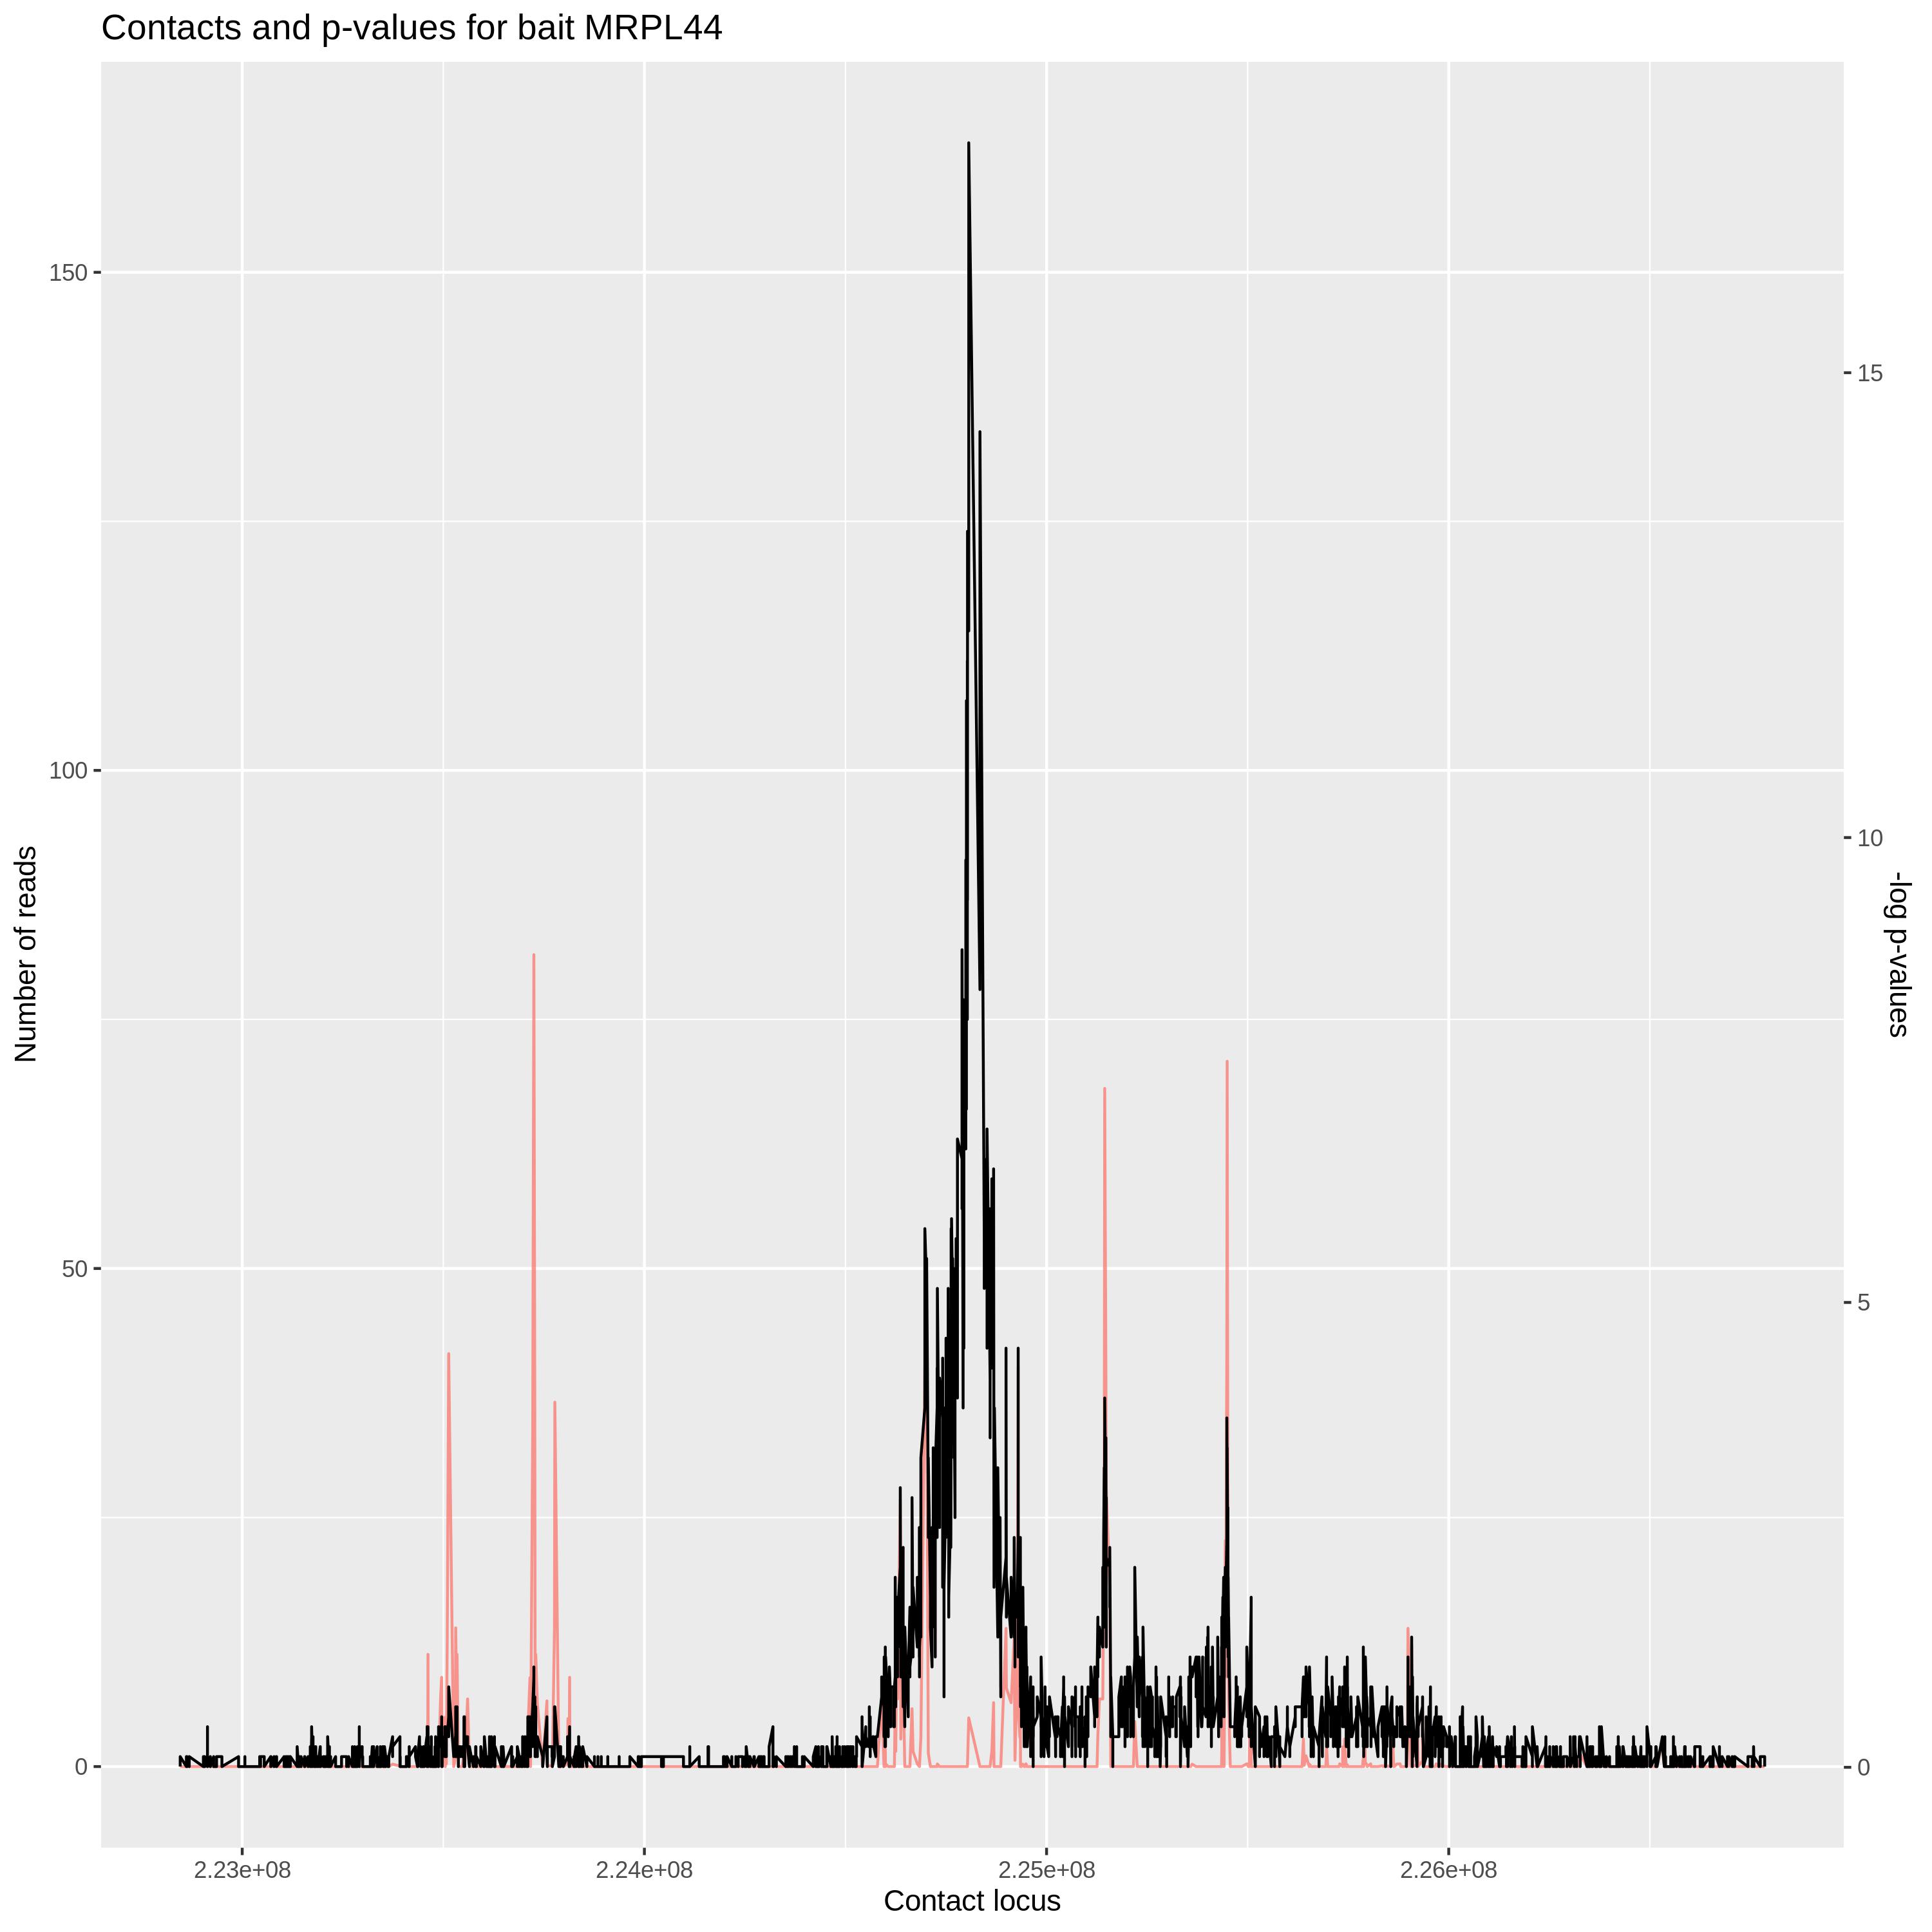 Contacts and p-values for bait MRPL44
150
100
50
0
Number of reads
15
10
5
0
-log p-values
2.23e+08
2.24e+08
2.25e+08
2.26e+08
Contact locus